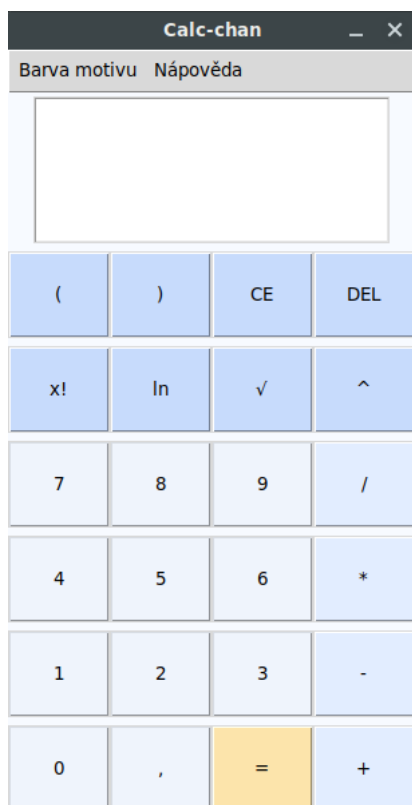 Calc-chan
Barva motivu Nápověda
( ) CE DEL
x! ln √ ^
7 8 9 /
4 5 6 *
1 2 3 -
0 , = +